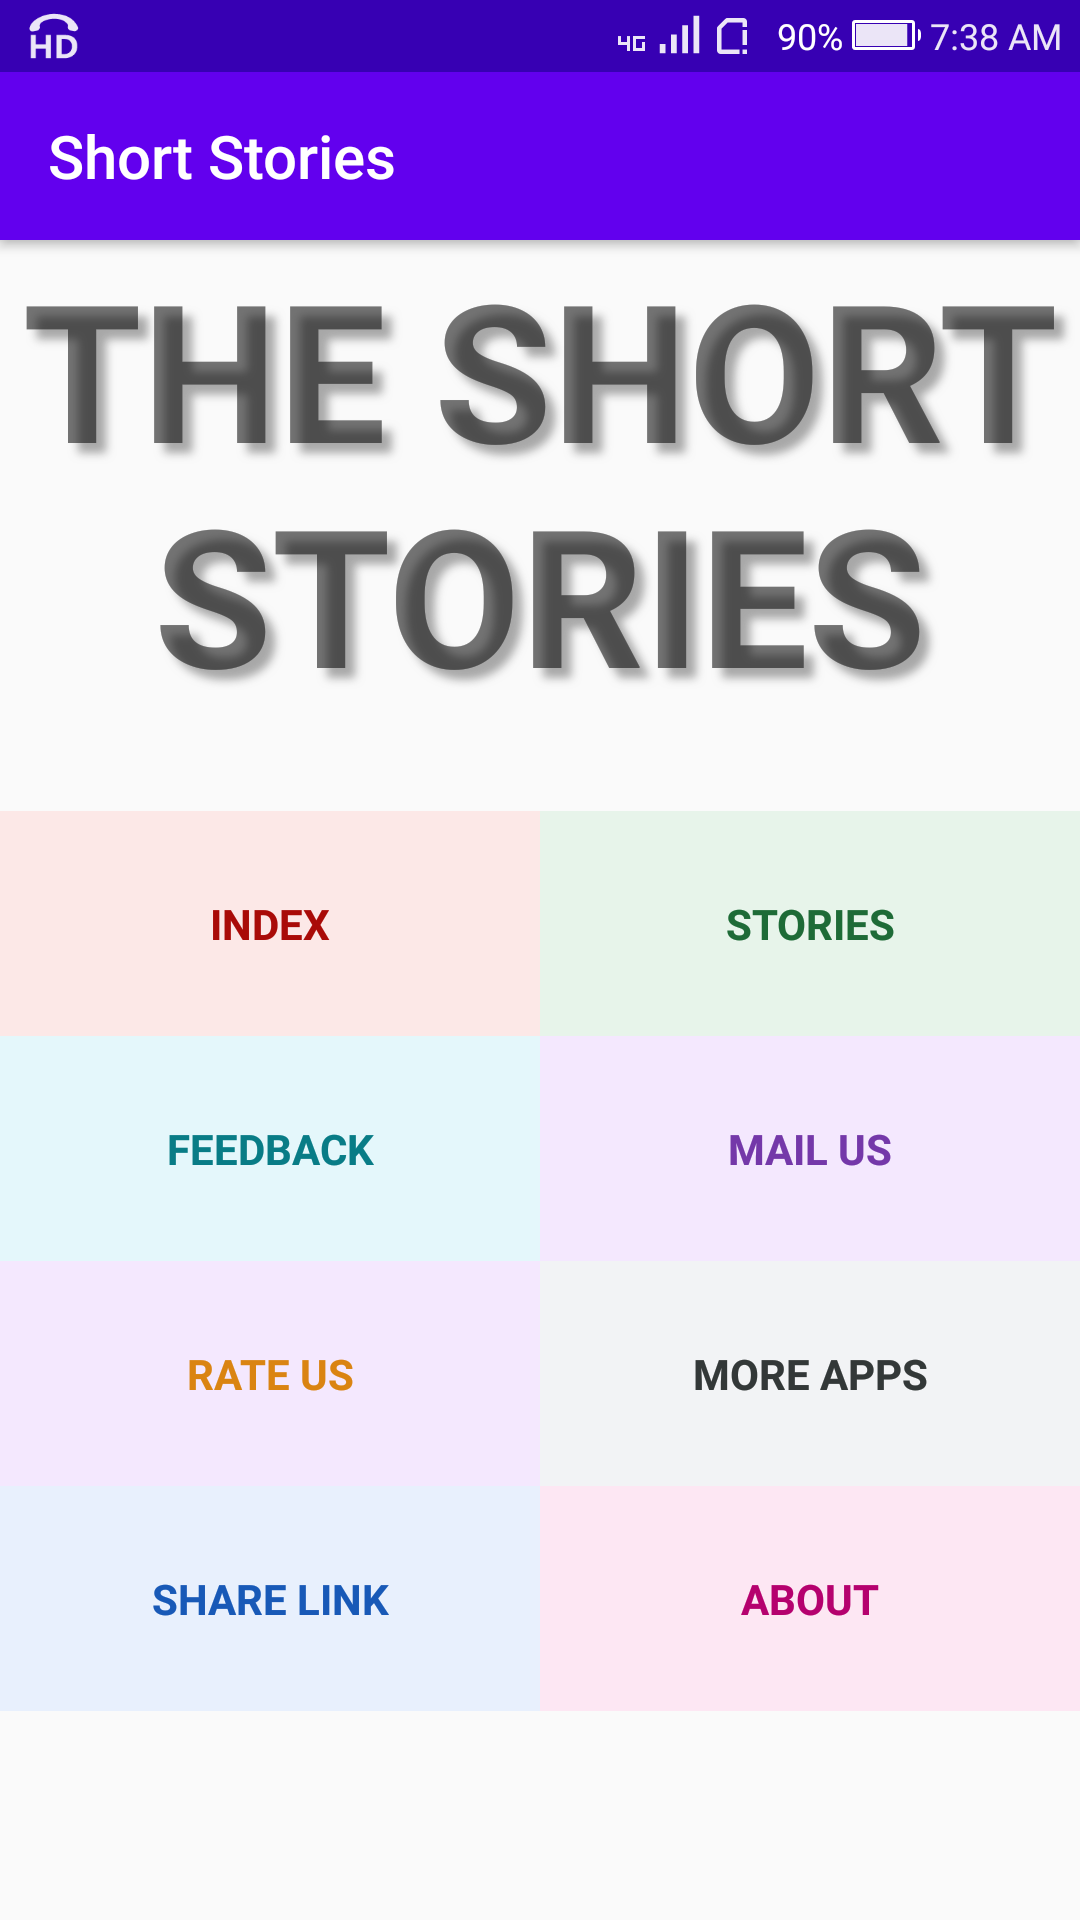 HD 4G 90% 7:38 AM
Short Stories
THE SHORT
STORIES
INDEX STORIES
FEEDBACK MAIL US
RATE US MORE APPS
SHARE LINK ABOUT